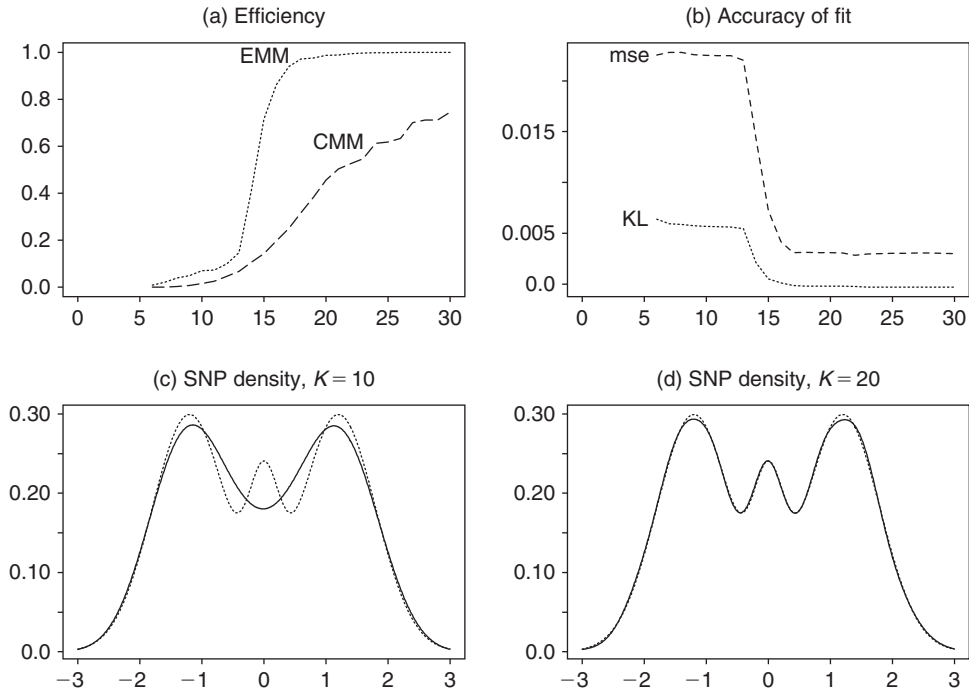 (a) Efficiency
1.0
0.8
0.6
0.4
0.2
0.0
EMM
CMM
0 5 10 15 20 25 30
(b) Accuracy of fit
0.015
0.005
0.0
mse
KL
0 5 10 15 20 25 30
(c) SNP density, K = 10
0.30
0.20
0.10
0.0
−3 −2 −1 0 1 2 3
(d) SNP density, K = 20
0.30
0.20
0.10
0.0
−3 −2 −1 0 1 2 3